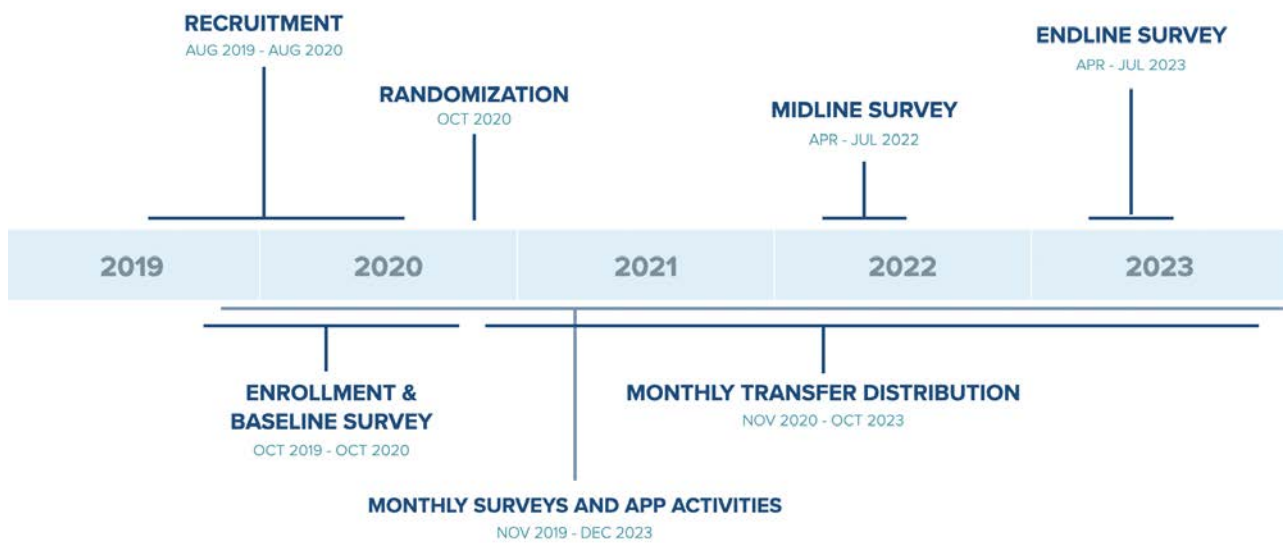 RECRUITMENT
AUG 2019 - AUG 2020
RANDOMIZATION
OCT 2020
MIDLINE SURVEY
APR - JUL 2022
ENDLINE SURVEY
APR - JUL 2023
2019
2020
2021
2022
2023
ENROLLMENT &
BASELINE SURVEY
OCT 2019 - OCT 2020
MONTHLY TRANSFER DISTRIBUTION
NOV 2020 - OCT 2023
MONTHLY SURVEYS AND APP ACTIVITIES
NOV 2019 - DEC 2023